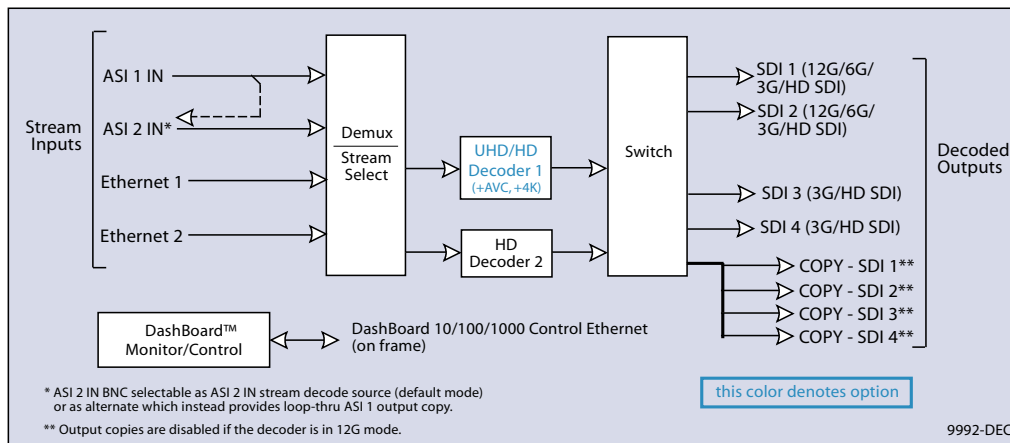 Stream
Inputs
ASI 1 IN
ASI 2 IN*
Ethernet 1
Ethernet 2
Demux
Stream
Select
UHD/HD
Decoder 1
(+AVC, +4K)
HD
Decoder 2
Switch
SDI 1 (12G/6G/
3G/HD SDI)
SDI 2 (12G/6G/
3G/HD SDI)
SDI 3 (3G/HD SDI)
SDI 4 (3G/HD SDI)
COPY - SDI 1**
COPY - SDI 2**
COPY - SDI 3**
COPY - SDI 4**
Decoded
Outputs
DashBoard™
Monitor/Control
DashBoard 10/100/1000 Control Ethernet
(on frame)
* ASI 2 IN BNC selectable as ASI 2 IN stream decode source (default mode)
or as alternate which instead provides loop-thru ASI 1 output copy.
** Output copies are disabled if the decoder is in 12G mode.
this color denotes option
9992-DEC